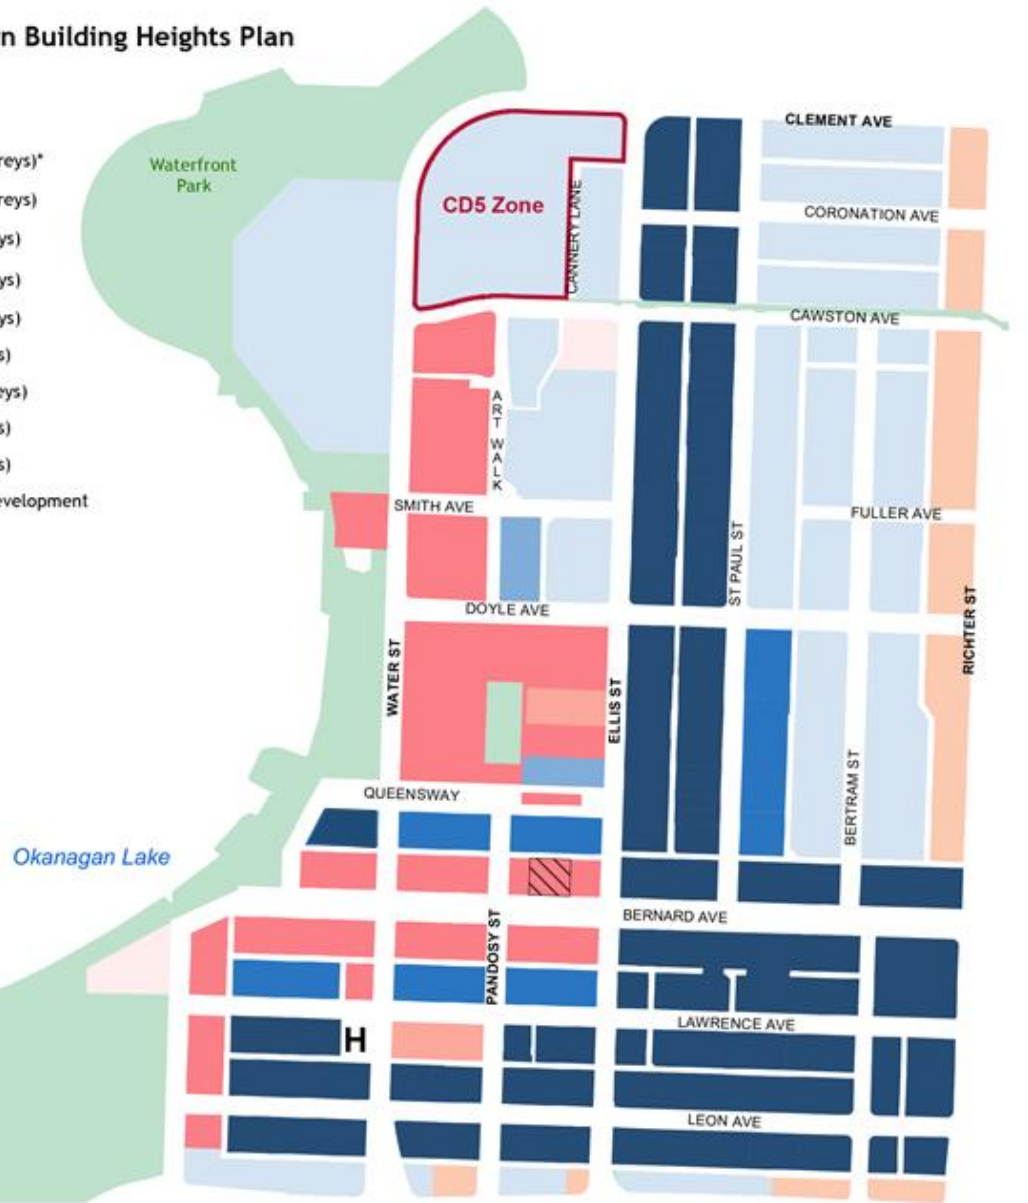 n Building Heights Plan
reys)*
reys)
ys)
ys)
ys)
s)
eys)
s)
s)
evelopment
Waterfront
Park
CD5 Zone
CANNERY LANE
CLEMENT AVE
CORONATION AVE
CAWSTON AVE
ART WALK
SMITH AVE
FULLER AVE
ST PAUL ST
DOYLE AVE
RICHTER ST
WATER ST
ELLIS ST
BERTRAM ST
QUEENSWAY
Okanagan Lake
BERNARD AVE
PANDOSY ST
LAWRENCE AVE
H
LEON AVE